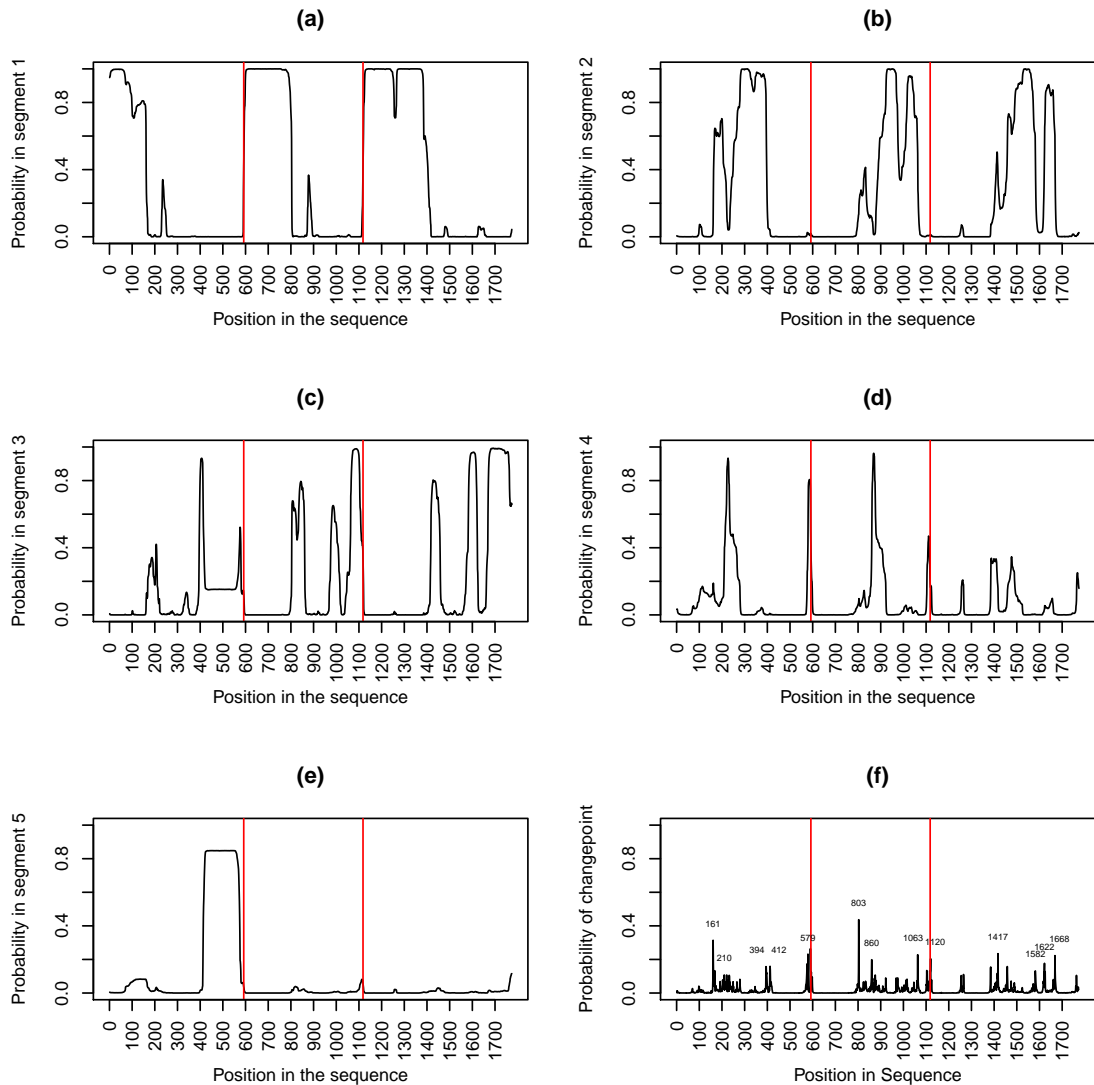 (a)
Probability in segment 1
0.0 0.4 0.8
0 100 200 300 400 500 600 700 800 900 1000 1100 1200 1300 1400 1500 1600 1700
Position in the sequence
(b)
Probability in segment 2
0.0 0.4 0.8
0 100 200 300 400 500 600 700 800 900 1000 1100 1200 1300 1400 1500 1600 1700
Position in the sequence
(c)
Probability in segment 3
0.0 0.4 0.8
0 100 200 300 400 500 600 700 800 900 1000 1100 1200 1300 1400 1500 1600 1700
Position in the sequence
(d)
Probability in segment 4
0.0 0.4 0.8
0 100 200 300 400 500 600 700 800 900 1000 1100 1200 1300 1400 1500 1600 1700
Position in the sequence
(e)
Probability in segment 5
0.0 0.4 0.8
0 100 200 300 400 500 600 700 800 900 1000 1100 1200 1300 1400 1500 1600 1700
Position in the sequence
(f)
Probability of changepoint
0.0 0.4 0.8
161 210 394 412 579 803 860 1063 1120 1417 1582 1622 1668
0 100 200 300 400 500 600 700 800 900 1000 1100 1200 1300 1400 1500 1600 1700
Position in Sequence